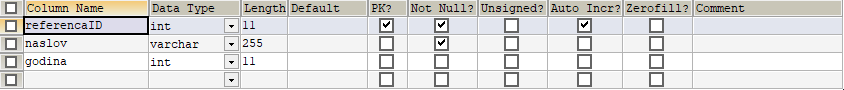 Column Name Data Type Length Default PK? Not Null? Unsigned? Auto Incr? Zerofill? Comment
referencaID int 11
naslov varchar 255
godina int 11